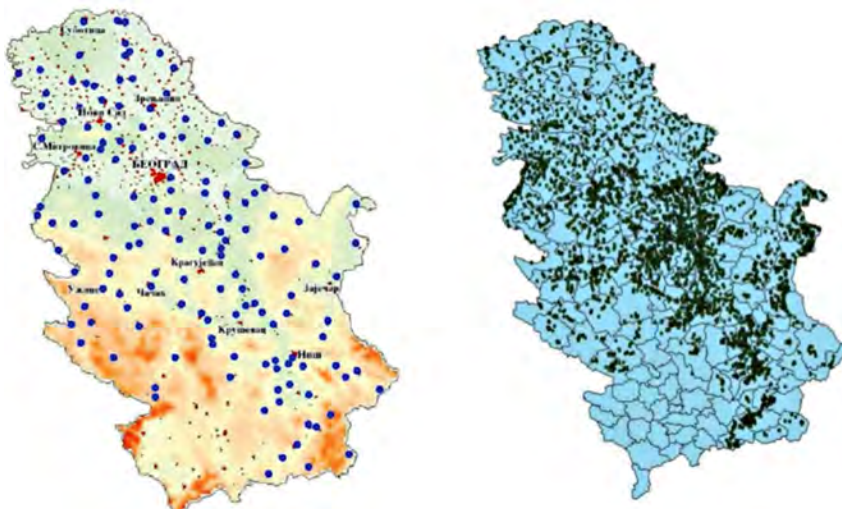 Суботица
Зрењанин
Нови Сад
С.Митровица
БЕОГРАД
Крагујевац
Ужице
Чачак
Зајечар
Крушевац
Ниш